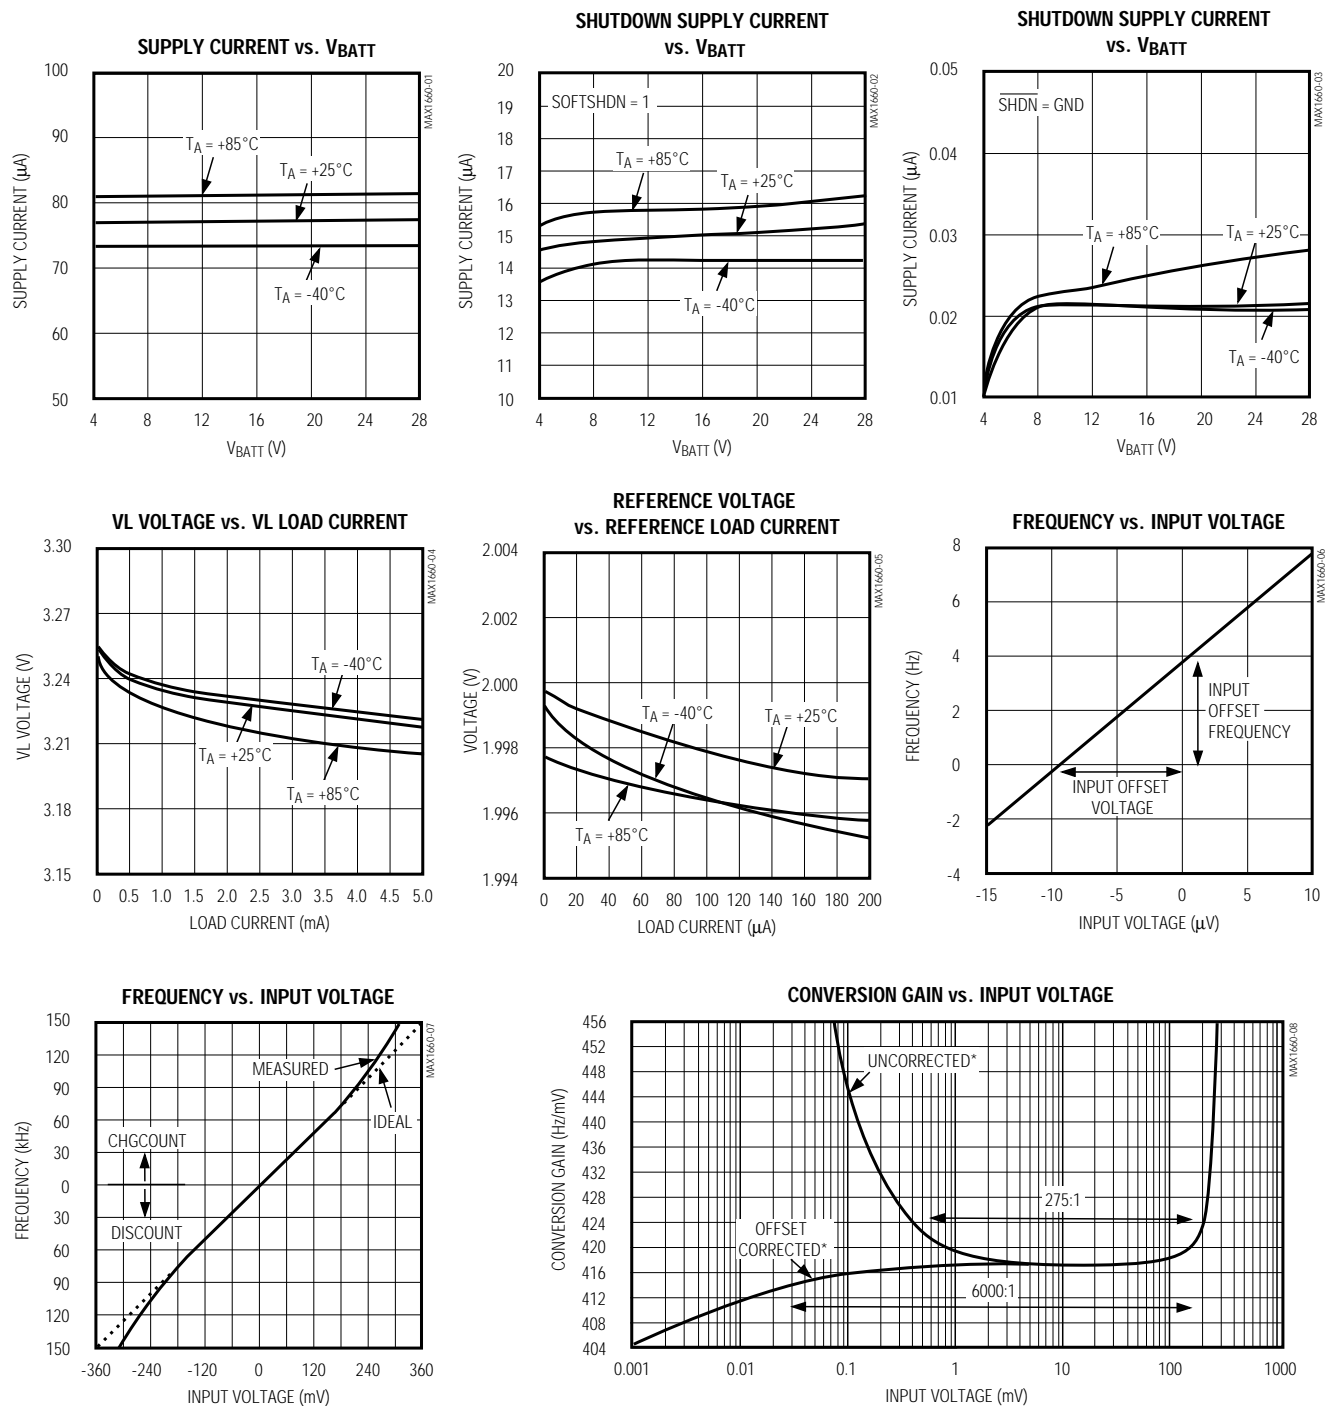 SUPPLY CURRENT vs. VBATT
100
90
80
70
60
50
SUPPLY CURRENT (μA)
TA = +85°C
TA = +25°C
TA = -40°C
4 8 12 16 20 24 28
VBATT (V)
MAX1660-01
SHUTDOWN SUPPLY CURRENT
vs. VBATT
20
19
18
17
16
15
14
13
12
11
10
SUPPLY CURRENT (μA)
SOFTSHDN = 1
TA = +85°C
TA = +25°C
TA = -40°C
4 8 12 16 20 24 28
VBATT (V)
MAX1660-02
SHUTDOWN SUPPLY CURRENT
vs. VBATT
0.05
0.04
0.03
0.02
0.01
SUPPLY CURRENT (μA)
SHDN = GND
TA = +85°C
TA = +25°C
TA = -40°C
4 8 12 16 20 24 28
VBATT (V)
MAX1660-03
VL VOLTAGE vs. VL LOAD CURRENT
3.30
3.27
3.24
3.21
3.18
3.15
VL VOLTAGE (V)
TA = -40°C
TA = +25°C
TA = +85°C
0 0.5 1.0 1.5 2.0 2.5 3.0 3.5 4.0 4.5 5.0
LOAD CURRENT (mA)
MAX1660-04
REFERENCE VOLTAGE
vs. REFERENCE LOAD CURRENT
2.004
2.002
2.000
1.998
1.996
1.994
VOLTAGE (V)
TA = -40°C
TA = +25°C
TA = +85°C
0 20 40 60 80 100 120 140 160 180 200
LOAD CURRENT (μA)
MAX1660-05
FREQUENCY vs. INPUT VOLTAGE
8
6
4
2
0
-2
-4
FREQUENCY (Hz)
INPUT
OFFSET
FREQUENCY
INPUT OFFSET
VOLTAGE
-15 -10 -5 0 5 10
INPUT VOLTAGE (μV)
MAX1660-06
FREQUENCY vs. INPUT VOLTAGE
150
120
90
60
30
0
30
60
90
120
150
FREQUENCY (kHz)
MEASURED
IDEAL
CHGCOUNT
DISCOUNT
-360 -240 -120 0 120 240 360
INPUT VOLTAGE (mV)
MAX1660-07
CONVERSION GAIN vs. INPUT VOLTAGE
456
452
448
444
440
436
432
428
424
420
416
412
408
404
CONVERSION GAIN (Hz/mV)
UNCORRECTED*
275:1
OFFSET
CORRECTED*
6000:1
0.001 0.01 0.1 1 10 100 1000
INPUT VOLTAGE (mV)
MAX1660-08